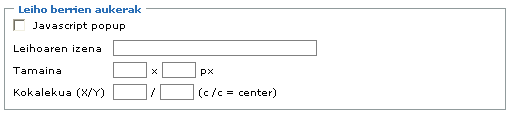 Leiho berrien aukerak
Javascript popup
Leihoaren izena
Tamaina x px
Kokalekua (X/Y) / (c /c = center)